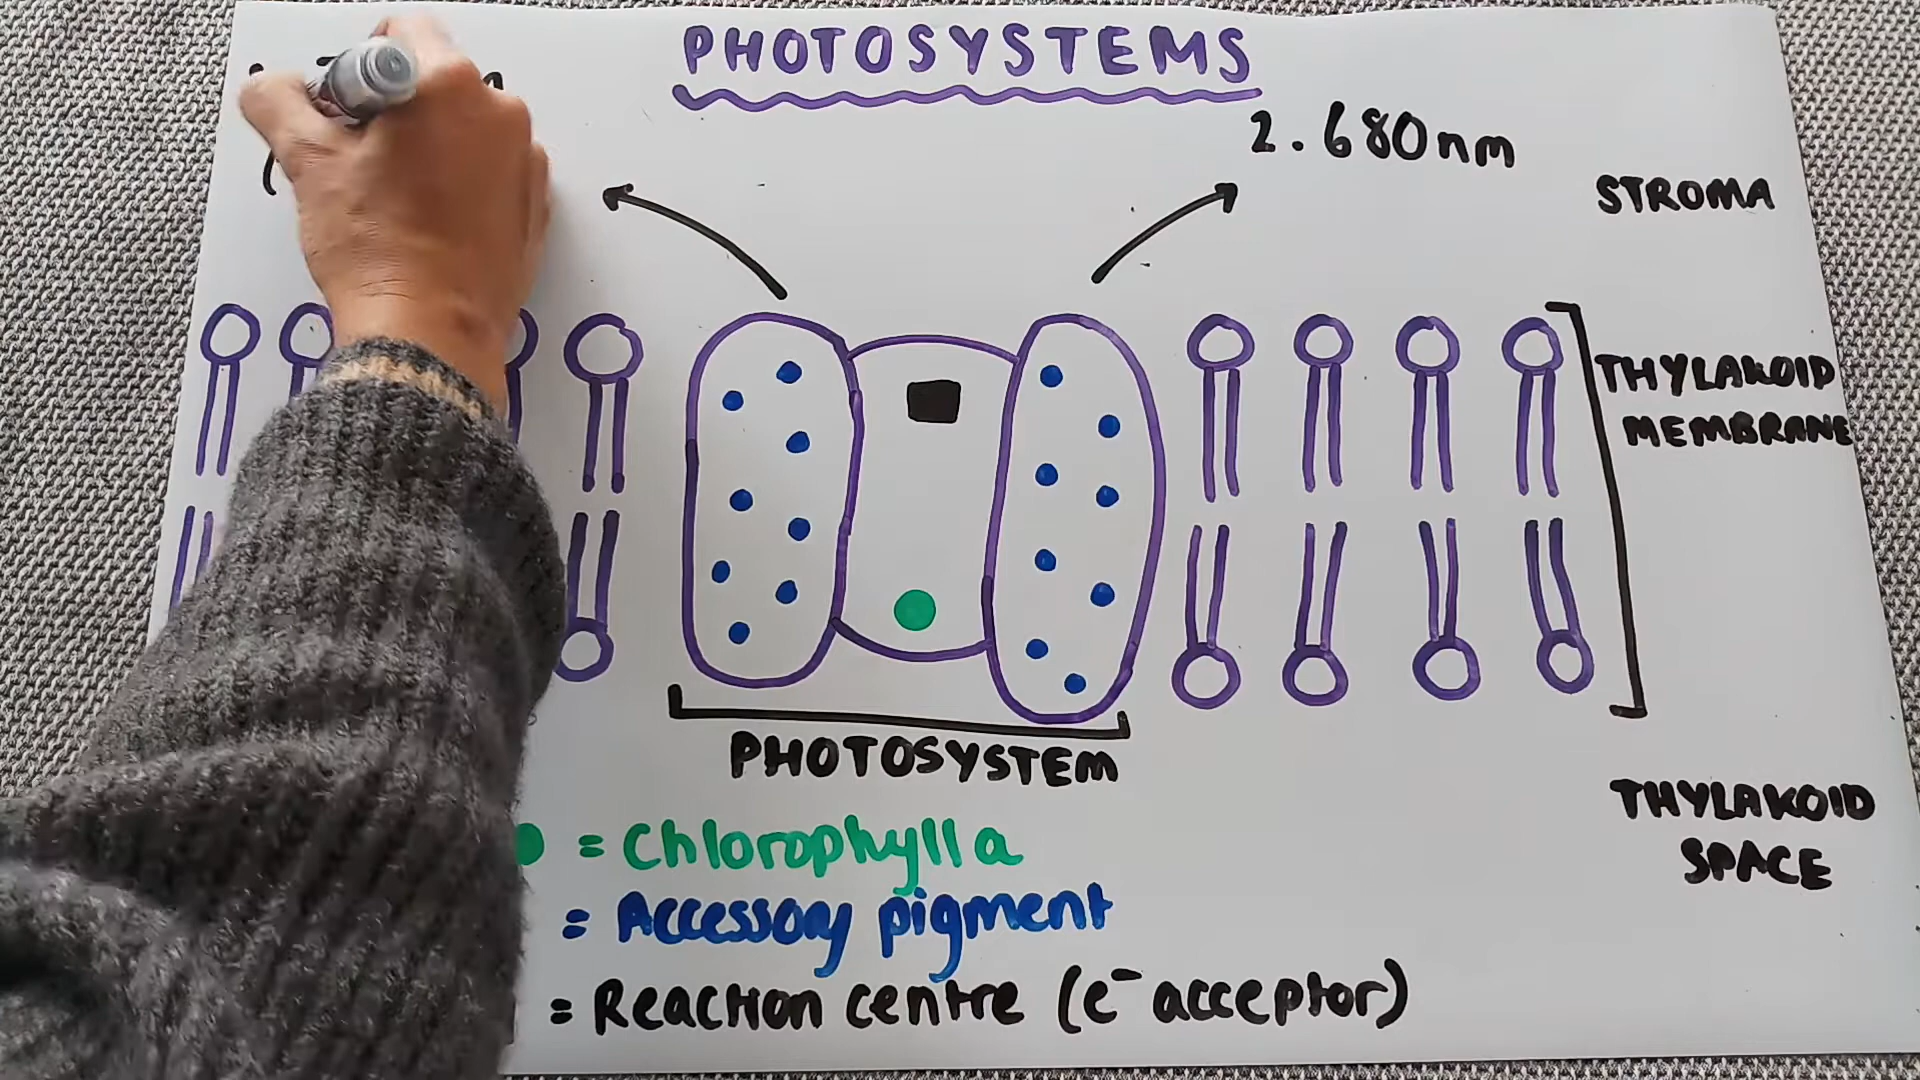 PHOTOSYSTEMS
2. 680nm
STROMA
THYLAKOID
MEMBRANE
PHOTOSYSTEM
THYLAKOID
SPACE
= Chlorophyll a
= Accessory pigment
= Reaction centre (e⁻ acceptor)